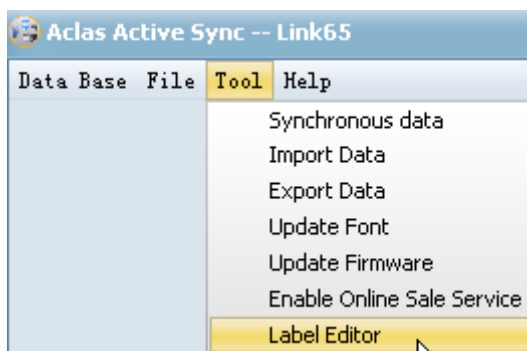 Aclas Active Sync -- Link65
Data Base File Tool Help
Synchronous data
Import Data
Export Data
Update Font
Update Firmware
Enable Online Sale Service
Label Editor